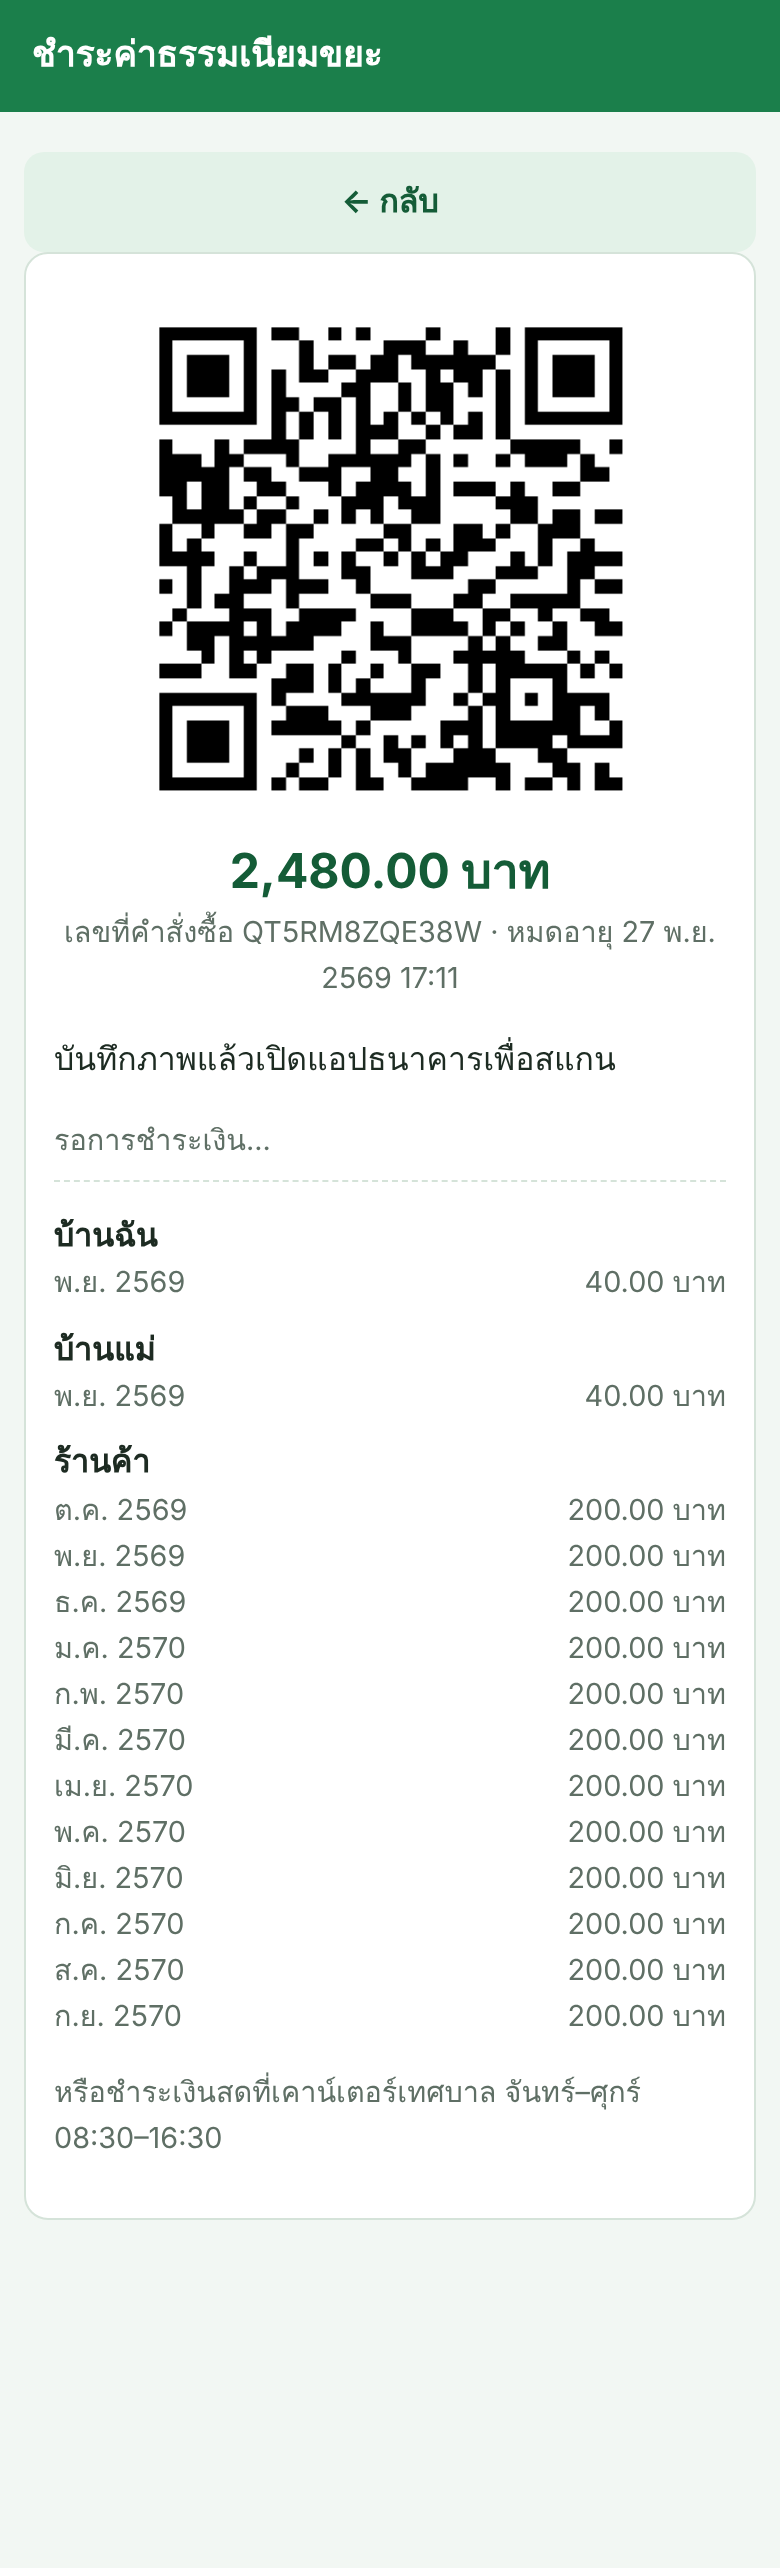 ชำระค่าธรรมเนียมขยะ
← กลับ
2,480.00 บาท
เลขที่คำสั่งซื้อ QT5RM8ZQE38W · หมดอายุ 27 พ.ย.
2569 17:11
บันทึกภาพแล้วเปิดแอปธนาคารเพื่อสแกน
รอการชำระเงิน...
บ้านฉัน
พ.ย. 2569 40.00 บาท
บ้านแม่
พ.ย. 2569 40.00 บาท
ร้านค้า
ต.ค. 2569 200.00 บาท
พ.ย. 2569 200.00 บาท
ธ.ค. 2569 200.00 บาท
ม.ค. 2570 200.00 บาท
ก.พ. 2570 200.00 บาท
มี.ค. 2570 200.00 บาท
เม.ย. 2570 200.00 บาท
พ.ค. 2570 200.00 บาท
มิ.ย. 2570 200.00 บาท
ก.ค. 2570 200.00 บาท
ส.ค. 2570 200.00 บาท
ก.ย. 2570 200.00 บาท
หรือชำระเงินสดที่เคาน์เตอร์เทศบาล จันทร์–ศุกร์
08:30–16:30